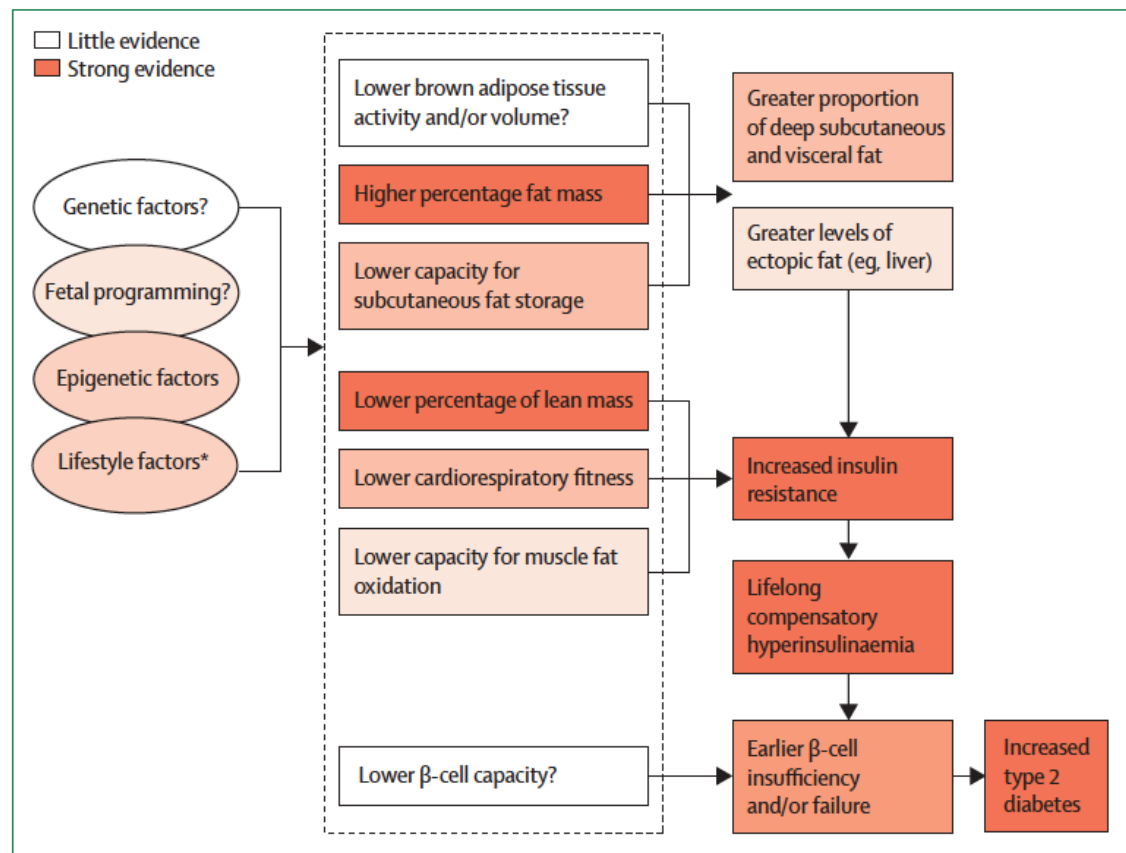 Little evidence
Strong evidence
Genetic factors?
Fetal programming?
Epigenetic factors
Lifestyle factors*
Lower brown adipose tissue
activity and/or volume?
Higher percentage fat mass
Lower capacity for
subcutaneous fat storage
Lower percentage of lean mass
Lower cardiorespiratory fitness
Lower capacity for muscle fat
oxidation
Lower β-cell capacity?
Greater proportion
of deep subcutaneous
and visceral fat
Greater levels of
ectopic fat (eg, liver)
Increased insulin
resistance
Lifelong
compensatory
hyperinsulinaemia
Earlier β-cell
insufficiency
and/or failure
Increased
type 2
diabetes